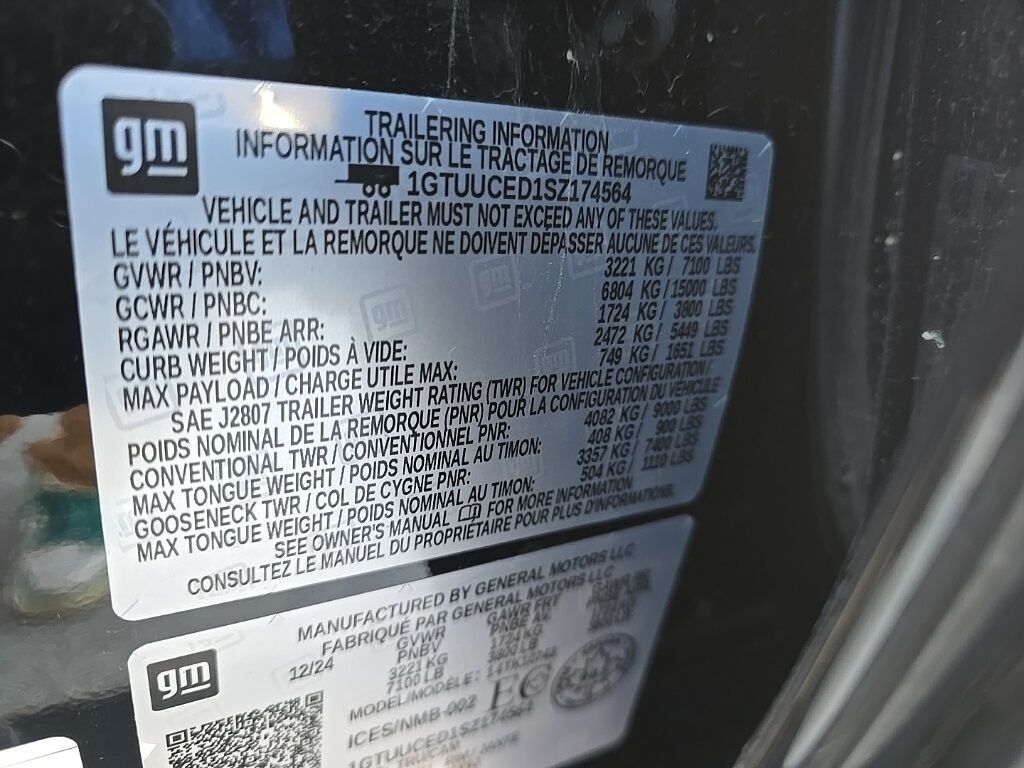 gm
TRAILERING INFORMATION
INFORMATION SUR LE TRACTAGE DE REMORQUE
1GTUUCED1SZ174564
VEHICLE AND TRAILER MUST NOT EXCEED ANY OF THESE VALUES.
LE VÉHICULE ET LA REMORQUE NE DOIVENT DÉPASSER AUCUNE DE CES VALEURS.
GVWR / PNBV: 3221 KG / 7100 LBS
GCWR / PNBC: 6804 KG / 15000 LBS
RGAWR / PNBE ARR: 1724 KG / 3800 LBS
CURB WEIGHT / POIDS À VIDE: 2472 KG / 5449 LBS
MAX PAYLOAD / CHARGE UTILE MAX: 749 KG / 1651 LBS
SAE J2807 TRAILER WEIGHT RATING (TWR) FOR VEHICLE CONFIGURATION /
POIDS NOMINAL DE LA REMORQUE (PNR) POUR LA CONFIGURATION DU VÉHICULE
CONVENTIONAL TWR / CONVENTIONNEL PNR: 4082 KG / 9000 LBS
MAX TONGUE WEIGHT / POIDS NOMINAL AU TIMON: 408 KG / 900 LBS
GOOSENECK TWR / COL DE CYGNE PNR: 3357 KG / 7400 LBS
MAX TONGUE WEIGHT / POIDS NOMINAL AU TIMON: 504 KG / 1110 LBS
SEE OWNER'S MANUAL FOR MORE INFORMATION
CONSULTEZ LE MANUEL DU PROPRIÉTAIRE POUR PLUS D'INFORMATIONS.
gm
MANUFACTURED BY GENERAL MOTORS LLC
FABRIQUÉ PAR GENERAL MOTORS LLC
12/24
GVWR GAWR FRT
PNBV PNBE AV
3221 KG 1724 KG
7100 LB 3800 LB
MODEL/MODÈLE:
ICES/NMB-002
1GTUUCED1SZ174564